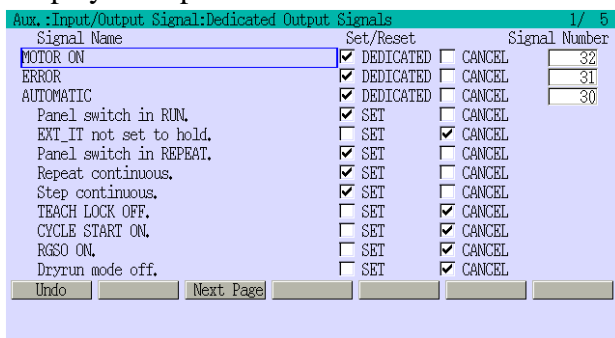 Aux.:Input/Output Signal:Dedicated Output Signals 1/ 5
Signal Name Set/Reset Signal Number
MOTOR ON DEDICATED CANCEL 32
ERROR DEDICATED CANCEL 31
AUTOMATIC DEDICATED CANCEL 30
Panel switch in RUN. SET CANCEL
EXT_IT not set to hold. SET CANCEL
Panel switch in REPEAT. SET CANCEL
Repeat continuous. SET CANCEL
Step continuous. SET CANCEL
TEACH LOCK OFF. SET CANCEL
CYCLE START ON. SET CANCEL
RGSO ON. SET CANCEL
Dryrun mode off. SET CANCEL
Undo Next Page